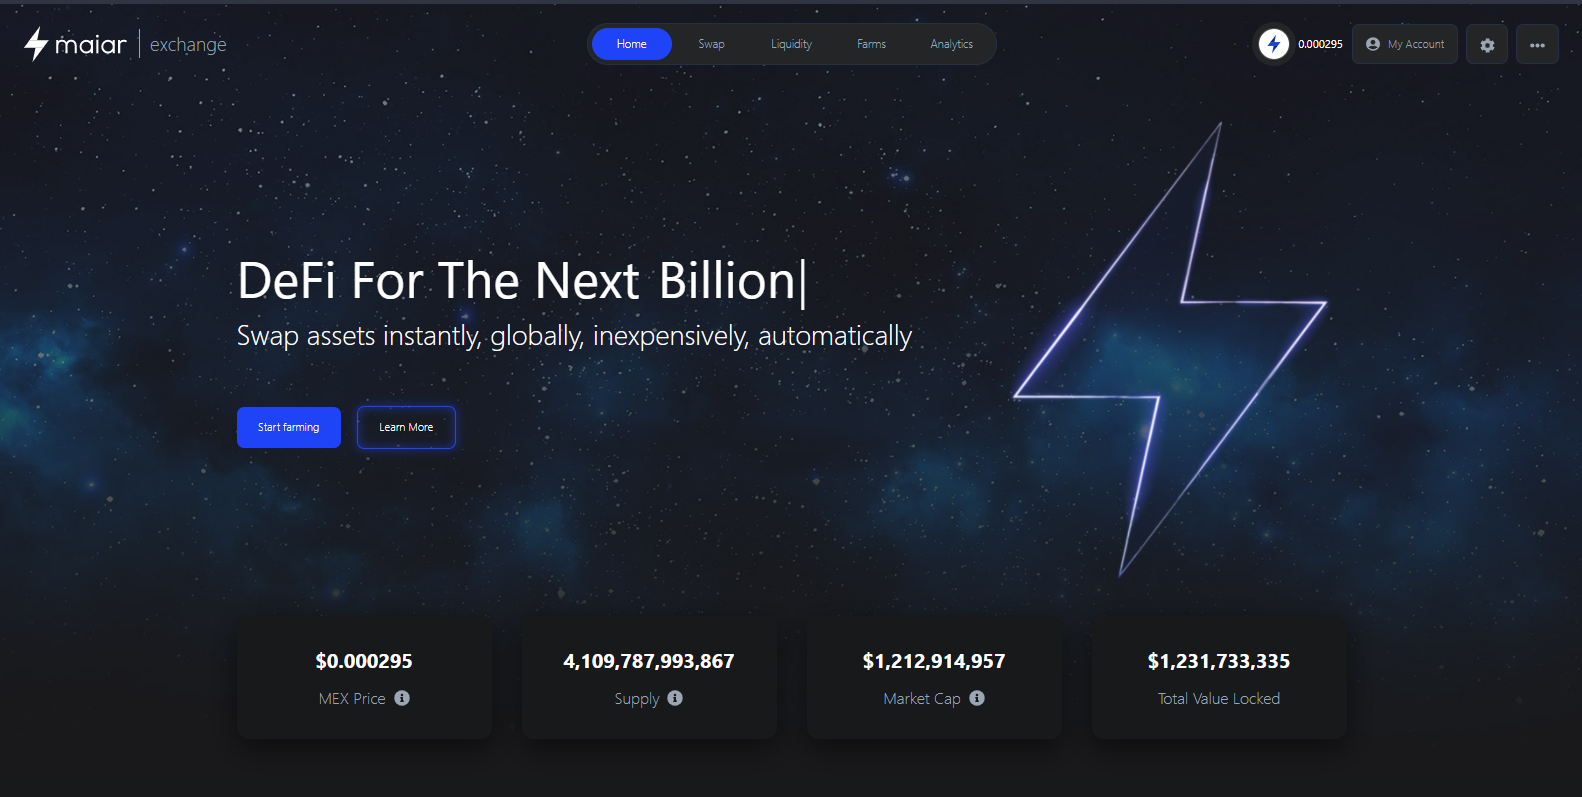 maiar | exchange
Home
Swap
Liquidity
Farms
Analytics
0.000295
My Account
DeFi For The Next Billion|
Swap assets instantly, globally, inexpensively, automatically
Start farming
Learn More
$0.000295
MEX Price
4,109,787,993,867
Supply
$1,212,914,957
Market Cap
$1,231,733,335
Total Value Locked